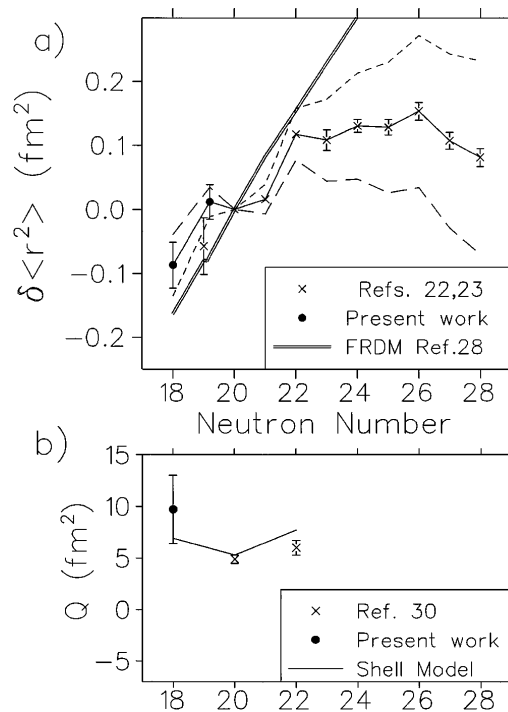 a)
δ<r²> (fm²)
0.2
0.1
0.0
-0.1
-0.2
× Refs. 22,23
● Present work
FRDM Ref.28
18 20 22 24 26 28
Neutron Number
b)
Q (fm²)
15
10
5
0
-5
× Ref. 30
● Present work
Shell Model
18 20 22 24 26 28